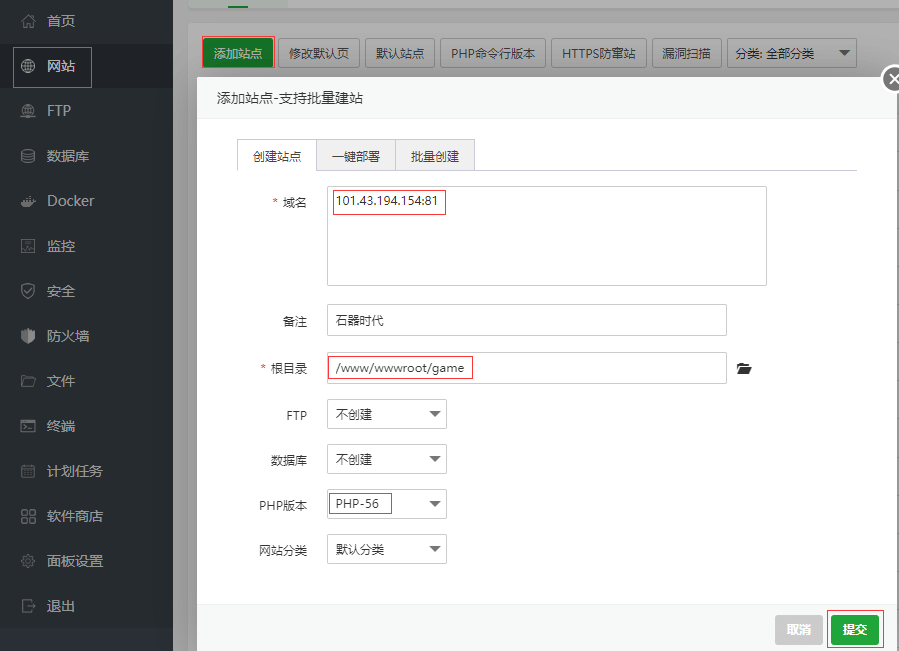 首页
网站
FTP
数据库
Docker
监控
安全
防火墙
文件
终端
计划任务
软件商店
面板设置
退出
添加站点 修改默认页 默认站点 PHP命令行版本 HTTPS防窜站 漏洞扫描 分类: 全部分类
添加站点-支持批量建站
创建站点 一键部署 批量创建
* 域名 101.43.194.154:81
备注 石器时代
* 根目录 /www/wwwroot/game
FTP 不创建
数据库 不创建
PHP版本 PHP-56
网站分类 默认分类
取消 提交